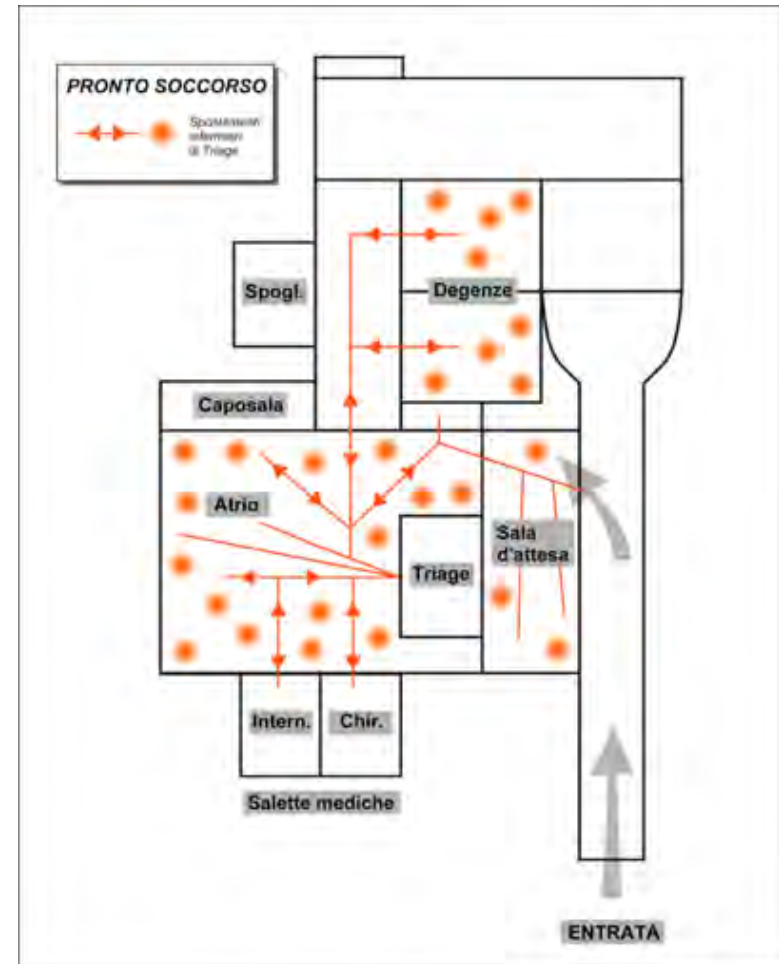 PRONTO SOCCORSO
Spostamenti
infermieri
di Triage
Spogl.
Degenze
Caposala
Atrio
Sala
d'attesa
Triage
Intern.
Chir.
Salette mediche
ENTRATA